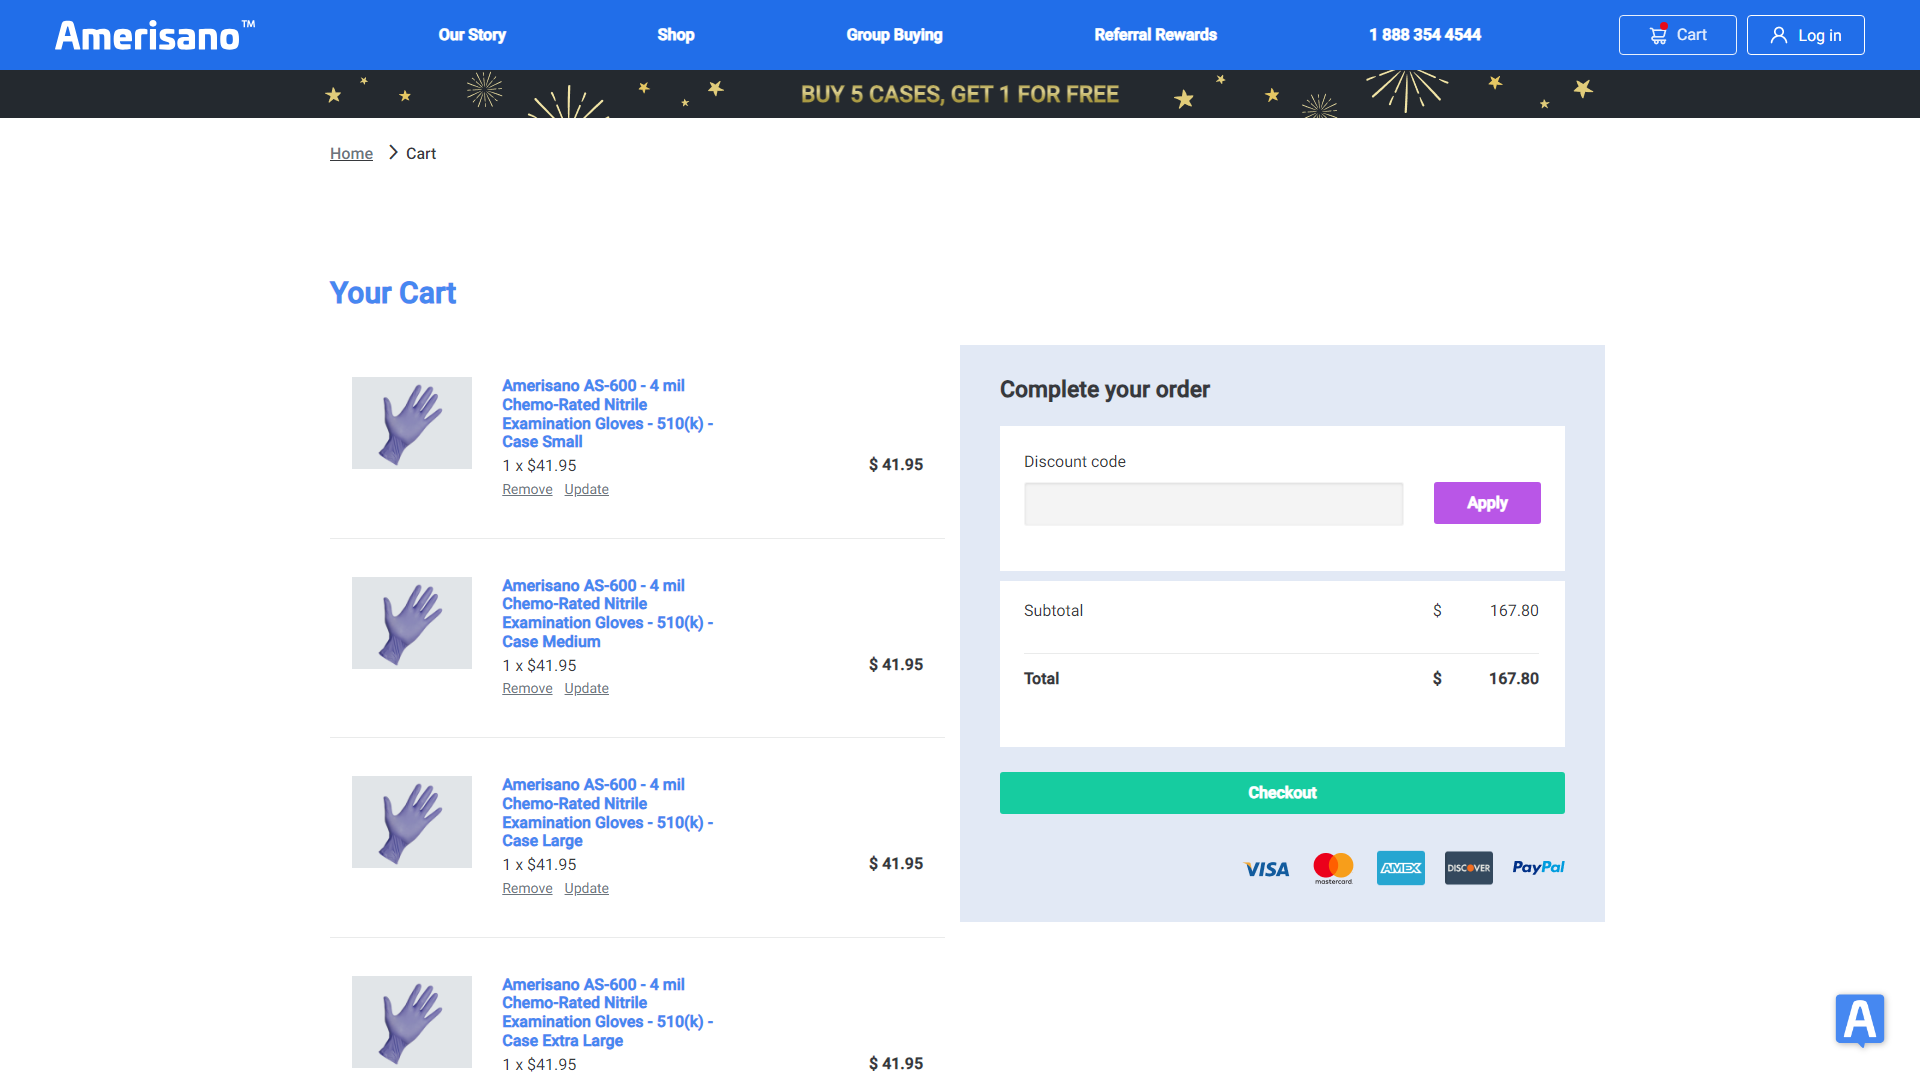 Amerisano™
Our Story
Shop
Group Buying
Referral Rewards
1 888 354 4544
Cart
Log in
BUY 5 CASES, GET 1 FOR FREE
Home
Cart
Your Cart
Amerisano AS-600 - 4 mil
Chemo-Rated Nitrile
Examination Gloves - 510(k) -
Case Small
1 x $41.95
$ 41.95
Remove Update
Amerisano AS-600 - 4 mil
Chemo-Rated Nitrile
Examination Gloves - 510(k) -
Case Medium
1 x $41.95
$ 41.95
Remove Update
Amerisano AS-600 - 4 mil
Chemo-Rated Nitrile
Examination Gloves - 510(k) -
Case Large
1 x $41.95
$ 41.95
Remove Update
Amerisano AS-600 - 4 mil
Chemo-Rated Nitrile
Examination Gloves - 510(k) -
Case Extra Large
1 x $41.95
$ 41.95
Complete your order
Discount code
Apply
Subtotal $ 167.80
Total $ 167.80
Checkout
VISA
mastercard.
AMEX
DISCOVER
PayPal
A